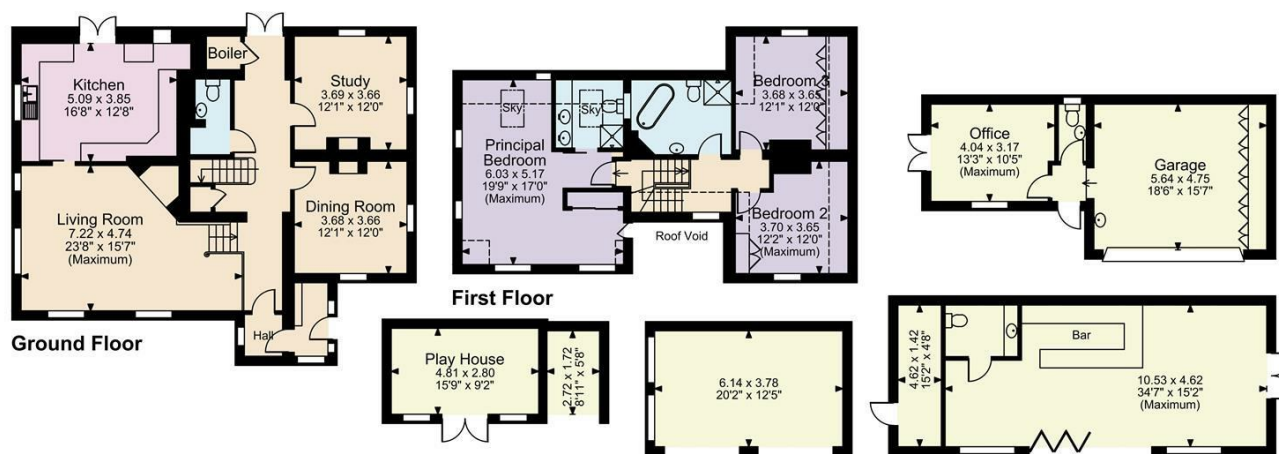 Kitchen
5.09 x 3.85
16'8" x 12'8"
Boiler
Study
3.69 x 3.66
12'1" x 12'0"
Living Room
7.22 x 4.74
23'8" x 15'7"
(Maximum)
Dining Room
3.68 x 3.66
12'1" x 12'0"
Hall
Ground Floor
Sky
Sky
Principal
Bedroom
6.03 x 5.17
19'9" x 17'0"
(Maximum)
Bedroom 3
3.68 x 3.65
12'1" x 12'0"
Bedroom 2
3.70 x 3.65
12'2" x 12'0"
(Maximum)
Roof Void
First Floor
Office
4.04 x 3.17
13'3" x 10'5"
(Maximum)
Garage
5.64 x 4.75
18'6" x 15'7"
Play House
4.81 x 2.80
15'9" x 9'2"
2.72 x 1.72
8'11" x 5'8"
6.14 x 3.78
20'2" x 12'5"
4.62 x 1.42
15'2" x 4'8"
Bar
10.53 x 4.62
34'7" x 15'2"
(Maximum)